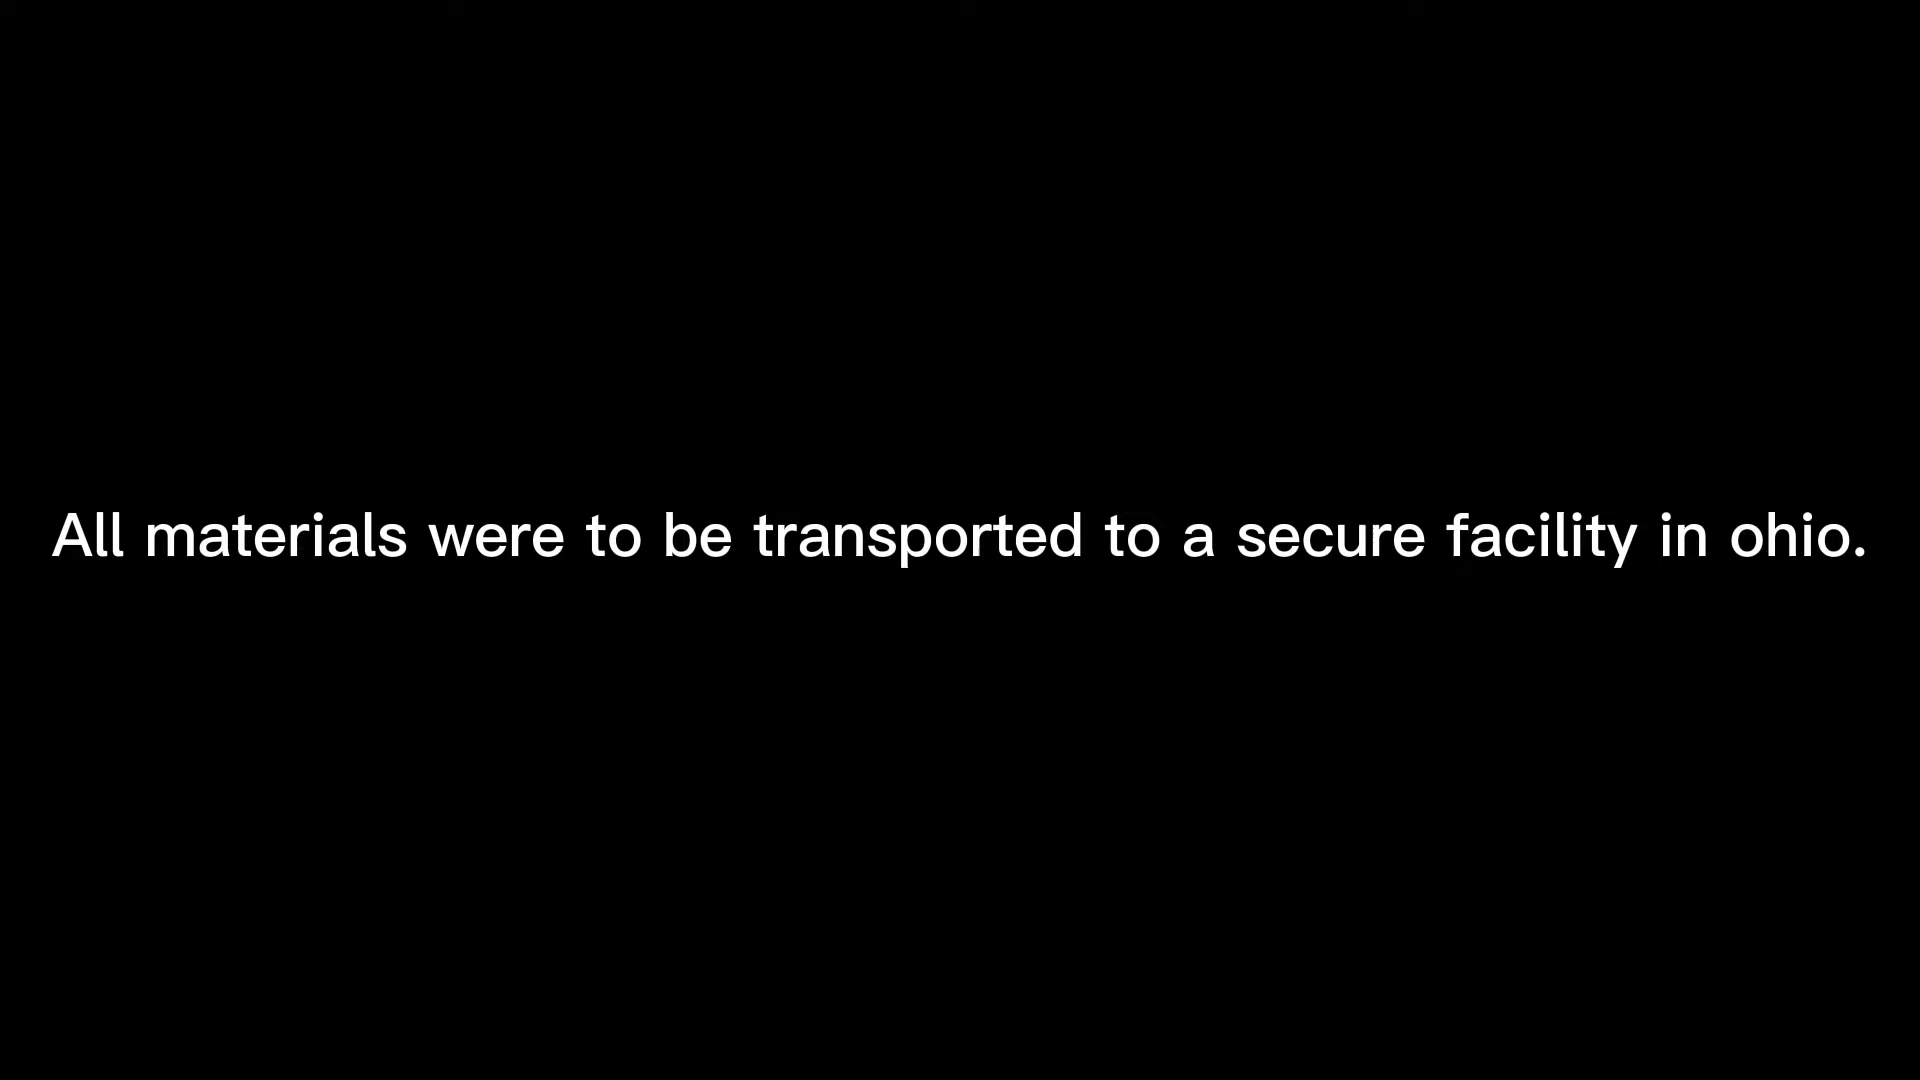 All materials were to be transported to a secure facility in ohio.